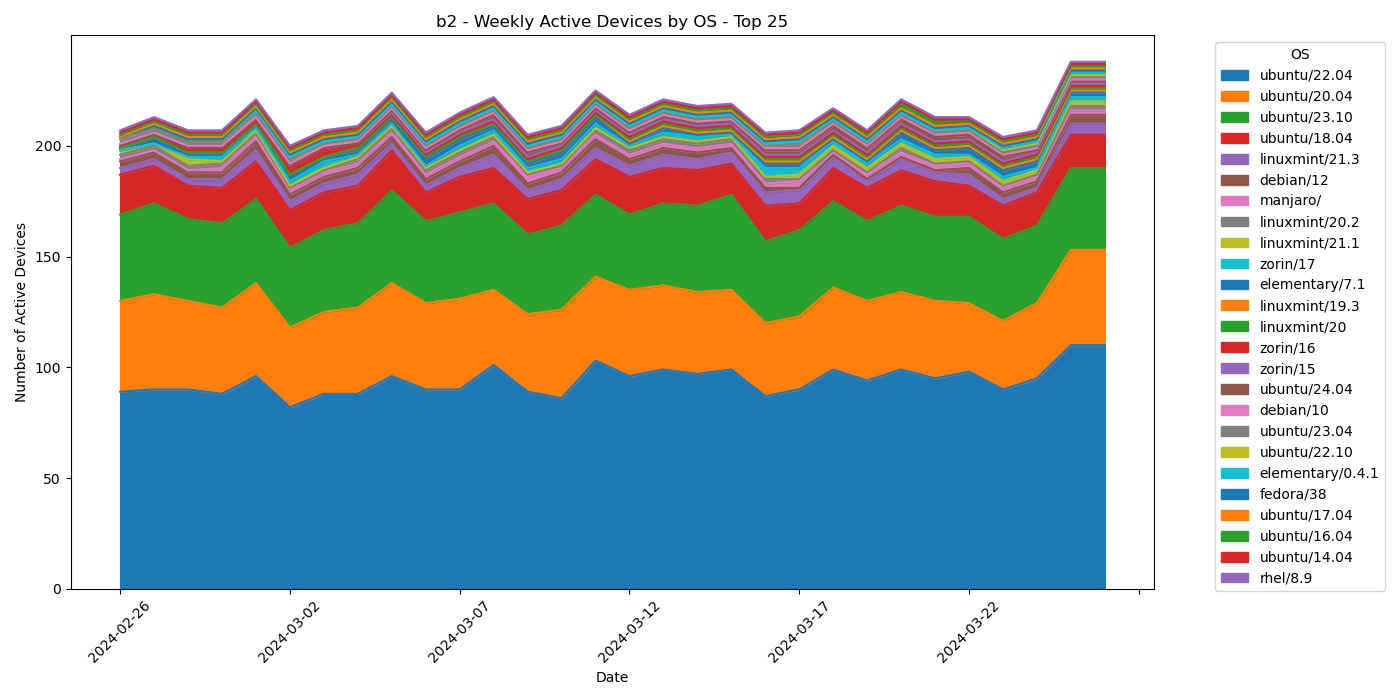 b2 - Weekly Active Devices by OS - Top 25
Number of Active Devices
200
150
100
50
0
2024-02-26
2024-03-02
2024-03-07
2024-03-12
2024-03-17
2024-03-22
Date
OS
ubuntu/22.04
ubuntu/20.04
ubuntu/23.10
ubuntu/18.04
linuxmint/21.3
debian/12
manjaro/
linuxmint/20.2
linuxmint/21.1
zorin/17
elementary/7.1
linuxmint/19.3
linuxmint/20
zorin/16
zorin/15
ubuntu/24.04
debian/10
ubuntu/23.04
ubuntu/22.10
elementary/0.4.1
fedora/38
ubuntu/17.04
ubuntu/16.04
ubuntu/14.04
rhel/8.9